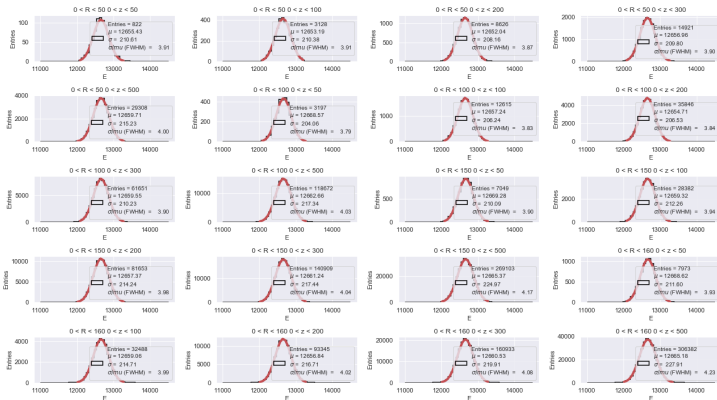 0 < R < 50 0 < z < 50
0 < R < 50 0 < z < 100
0 < R < 50 0 < z < 200
0 < R < 50 0 < z < 300
Entries = 822
μ = 12655.43
σ = 210.61
σ/mu (FWHM) = 3.91
Entries = 3128
μ = 12653.19
σ = 210.38
σ/mu (FWHM) = 3.91
Entries = 8626
μ = 12652.04
σ = 208.16
σ/mu (FWHM) = 3.87
Entries = 14921
μ = 12656.96
σ = 209.80
σ/mu (FWHM) = 3.90
0 < R < 50 0 < z < 500
0 < R < 100 0 < z < 50
0 < R < 100 0 < z < 100
0 < R < 100 0 < z < 200
Entries = 29308
μ = 12659.71
σ = 215.23
σ/mu (FWHM) = 4.00
Entries = 3197
μ = 12666.57
σ = 204.06
σ/mu (FWHM) = 3.79
Entries = 12615
μ = 12657.24
σ = 206.24
σ/mu (FWHM) = 3.83
Entries = 35846
μ = 12654.71
σ = 206.53
σ/mu (FWHM) = 3.84
0 < R < 100 0 < z < 300
0 < R < 100 0 < z < 500
0 < R < 150 0 < z < 50
0 < R < 150 0 < z < 100
Entries = 61651
μ = 12659.55
σ = 210.23
σ/mu (FWHM) = 3.90
Entries = 118672
μ = 12662.66
σ = 217.34
σ/mu (FWHM) = 4.03
Entries = 7949
μ = 12669.28
σ = 210.09
σ/mu (FWHM) = 3.90
Entries = 28382
μ = 12659.32
σ = 212.26
σ/mu (FWHM) = 3.94
0 < R < 150 0 < z < 200
0 < R < 150 0 < z < 300
0 < R < 150 0 < z < 500
0 < R < 160 0 < z < 50
Entries = 81653
μ = 12657.37
σ = 214.24
σ/mu (FWHM) = 3.98
Entries = 140909
μ = 12661.24
σ = 217.44
σ/mu (FWHM) = 4.04
Entries = 269103
μ = 12665.37
σ = 224.97
σ/mu (FWHM) = 4.17
Entries = 7973
μ = 12668.62
σ = 211.60
σ/mu (FWHM) = 3.93
0 < R < 160 0 < z < 100
0 < R < 160 0 < z < 200
0 < R < 160 0 < z < 300
0 < R < 160 0 < z < 500
Entries = 32468
μ = 12659.06
σ = 214.71
σ/mu (FWHM) = 3.99
Entries = 93345
μ = 12656.84
σ = 216.71
σ/mu (FWHM) = 4.02
Entries = 160933
μ = 12660.53
σ = 219.91
σ/mu (FWHM) = 4.08
Entries = 306382
μ = 12665.18
σ = 227.91
σ/mu (FWHM) = 4.23
11000 12000 13000 14000
E